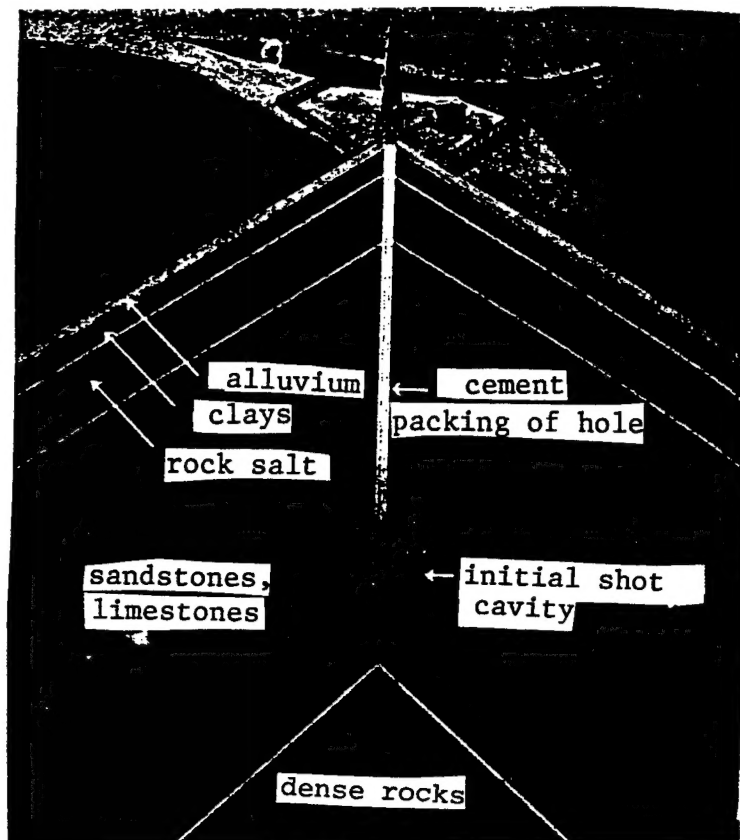 alluvium
clays
rock salt
cement
packing of hole
sandstones,
limestones
initial shot
cavity
dense rocks